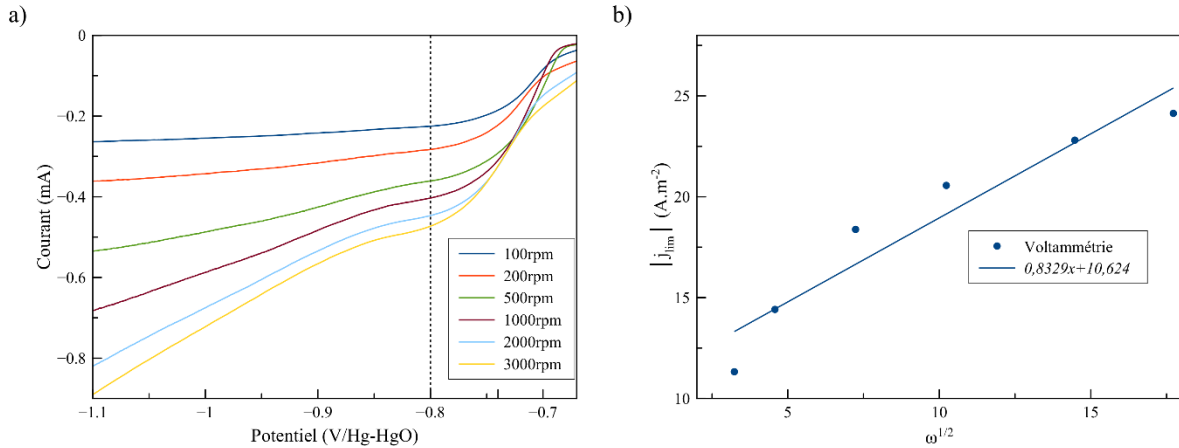 a)
0
−0.2
−0.4
−0.6
−0.8
Courant (mA)
100rpm
200rpm
500rpm
1000rpm
2000rpm
3000rpm
−1.1
−1
−0.9
−0.8
−0.7
Potentiel (V/Hg-HgO)
b)
25
20
15
10
|j_lim| (A.m⁻²)
Voltammétrie
0,8329x+10,624
5
10
15
ω^1/2